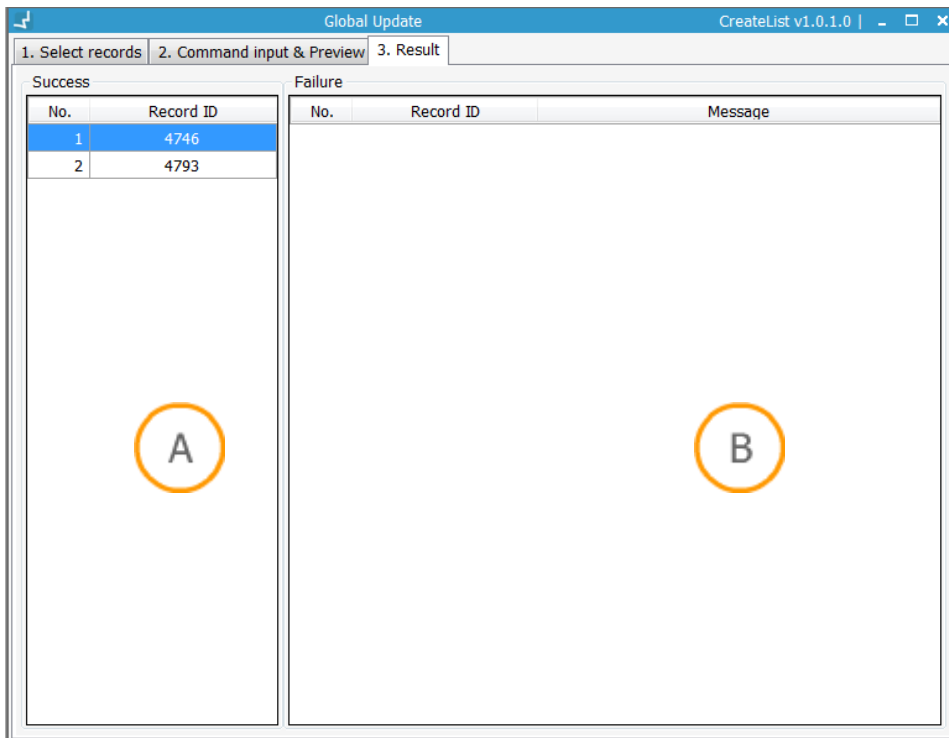 Global Update CreateList v1.0.1.0 |
1. Select records 2. Command input & Preview 3. Result
Success Failure
No. Record ID No. Record ID Message
1 4746
2 4793
A B